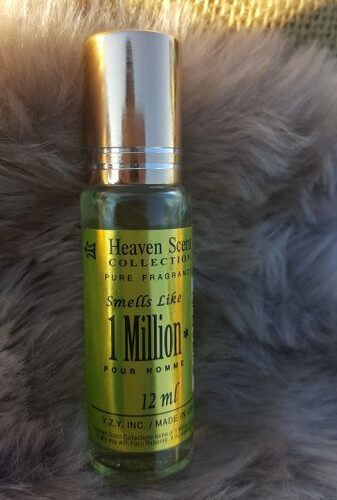 Heaven Scent
COLLECTION
PURE FRAGRANCE
Smells Like
1 Million*
POUR HOMME
12 ml
Y.Z.Y. INC. / MADE IN